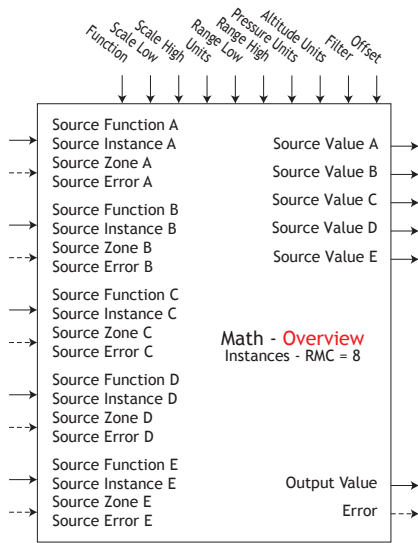 Function
Scale Low
Scale High
Units
Range Low
Range High
Pressure Units
Altitude Units
Filter
Offset
Source Function A
Source Instance A
Source Zone A
Source Error A
Source Function B
Source Instance B
Source Zone B
Source Error B
Source Function C
Source Instance C
Source Zone C
Source Error C
Source Function D
Source Instance D
Source Zone D
Source Error D
Source Function E
Source Instance E
Source Zone E
Source Error E
Source Value A
Source Value B
Source Value C
Source Value D
Source Value E
Math - Overview
Instances - RMC = 8
Output Value
Error